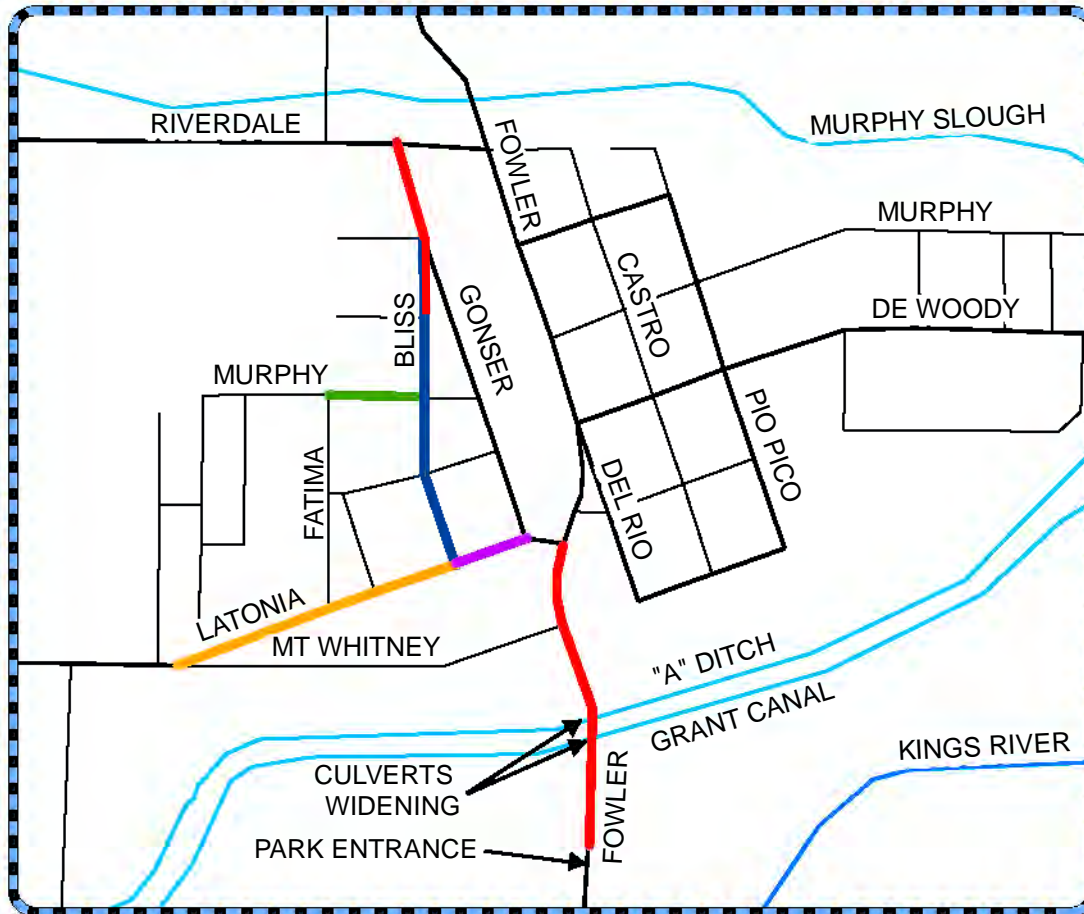 MURPHY SLOUGH
RIVERDALE
FOWLER
MURPHY
CASTRO
GONSER
BLISS
DE WOODY
MURPHY
PIO PICO
FATIMA
DEL RIO
LATONIA
MT WHITNEY
"A" DITCH
GRANT CANAL
KINGS RIVER
CULVERTS
WIDENING
FOWLER
PARK ENTRANCE